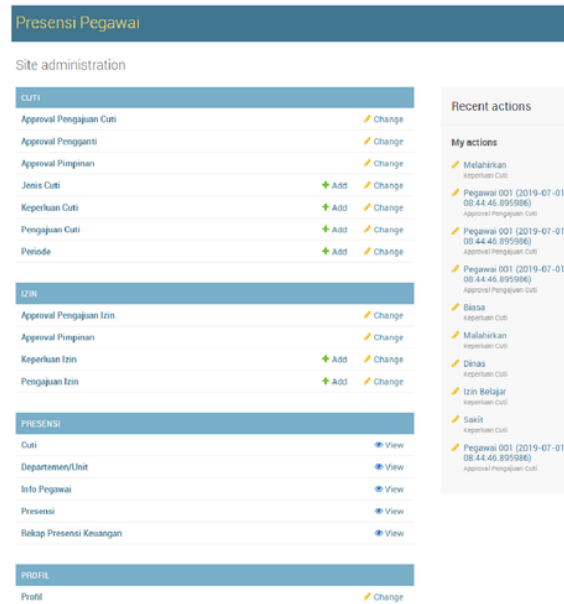 Presensi Pegawai
Site administration
CUTI
Approval Pengajuan Cuti Change
Approval Pengganti Change
Approval Pimpinan Change
Jenis Cuti Add Change
Keperluan Cuti Add Change
Pengajuan Cuti Add Change
Periode Add Change
IZIN
Approval Pengajuan Izin Change
Approval Pimpinan Change
Keperluan Izin Add Change
Pengajuan Izin Add Change
PRESENSI
Cuti View
Departemen/Unit View
Info Pegawai View
Presensi View
Rekap Presensi Keuangan View
PROFIL
Profil Change
Recent actions
My actions
Melahirkan
Keperluan Cuti
Pegawai 001 (2019-07-01
08:44:46.895986)
Approval Pengajuan Cuti
Pegawai 001 (2019-07-01
08:44:46.895986)
Approval Pengajuan Cuti
Pegawai 001 (2019-07-01
08:44:46.895986)
Approval Pengajuan Cuti
Biasa
Keperluan Cuti
Malahirkan
Keperluan Cuti
Dinas
Keperluan Cuti
Izin Belajar
Keperluan Cuti
Sakit
Keperluan Cuti
Pegawai 001 (2019-07-01
08:44:46.895986)
Approval Pengajuan Cuti